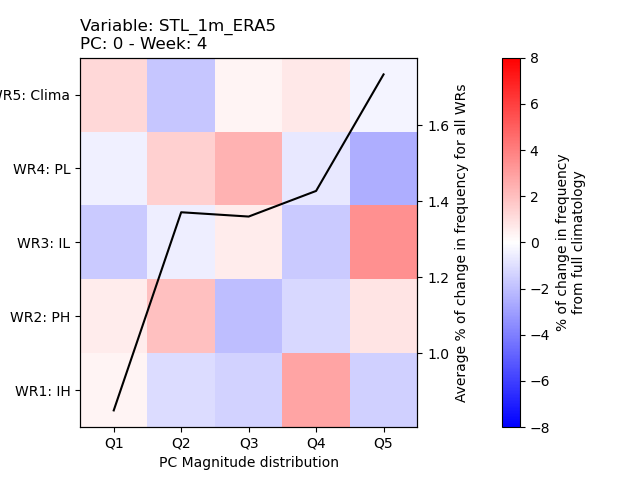 Variable: STL_1m_ERA5
PC: 0 - Week: 4
WR5: Clima
WR4: PL
WR3: IL
WR2: PH
WR1: IH
Q1 Q2 Q3 Q4 Q5
PC Magnitude distribution
1.6
1.4
1.2
1.0
Average % of change in frequency for all WRs
8
6
4
2
0
−2
−4
−6
−8
% of change in frequency
from full climatology